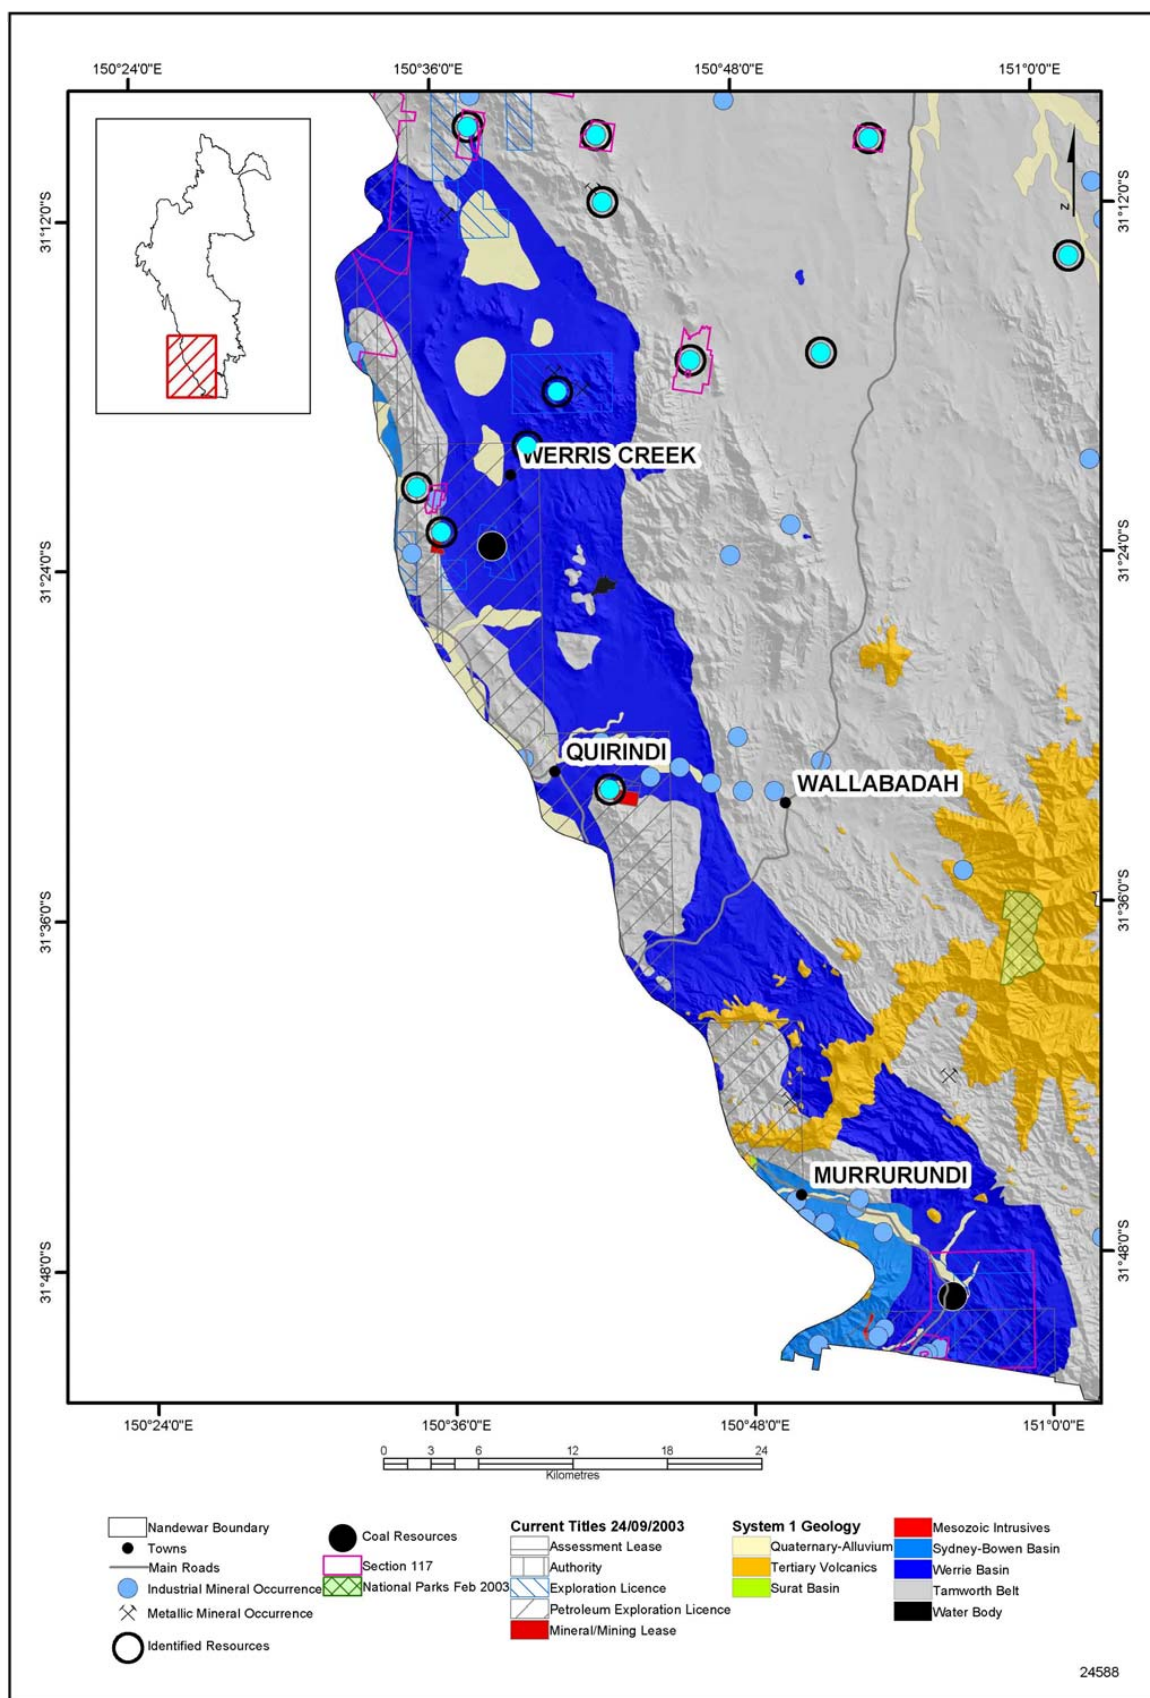 150°24'0"E 150°36'0"E 150°48'0"E 151°0'0"E
31°12'0"S
31°12'0"S
z
WERRIS CREEK
31°24'0"S
31°24'0"S
QUIRINDI
WALLABADAH
31°36'0"S
31°36'0"S
MURRURUNDI
31°48'0"S
31°48'0"S
150°24'0"E 150°36'0"E 150°48'0"E 151°0'0"E
0 3 6 12 18 24
Kilometres
Nandewar Boundary
Towns
Main Roads
Industrial Mineral Occurrence
Metallic Mineral Occurrence
Identified Resources
Coal Resources
Section 117
National Parks Feb 2003
Current Titles 24/09/2003
Assessment Lease
Authority
Exploration Licence
Petroleum Exploration Licence
Mineral/Mining Lease
System 1 Geology
Quaternary-Alluvium
Tertiary Volcanics
Surat Basin
Mesozoic Intrusives
Sydney-Bowen Basin
Werrie Basin
Tamworth Belt
Water Body
24588